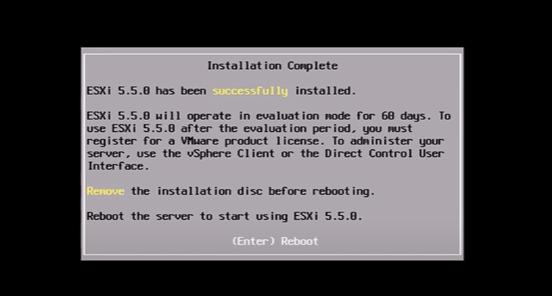 Installation Complete
ESXi 5.5.0 has been successfully installed.
ESXi 5.5.0 will operate in evaluation mode for 60 days. To
use ESXi 5.5.0 after the evaluation period, you must
register for a VMware product license. To administer your
server, use the vSphere Client or the Direct Control User
Interface.
Remove the installation disc before rebooting.
Reboot the server to start using ESXi 5.5.0.
(Enter) Reboot